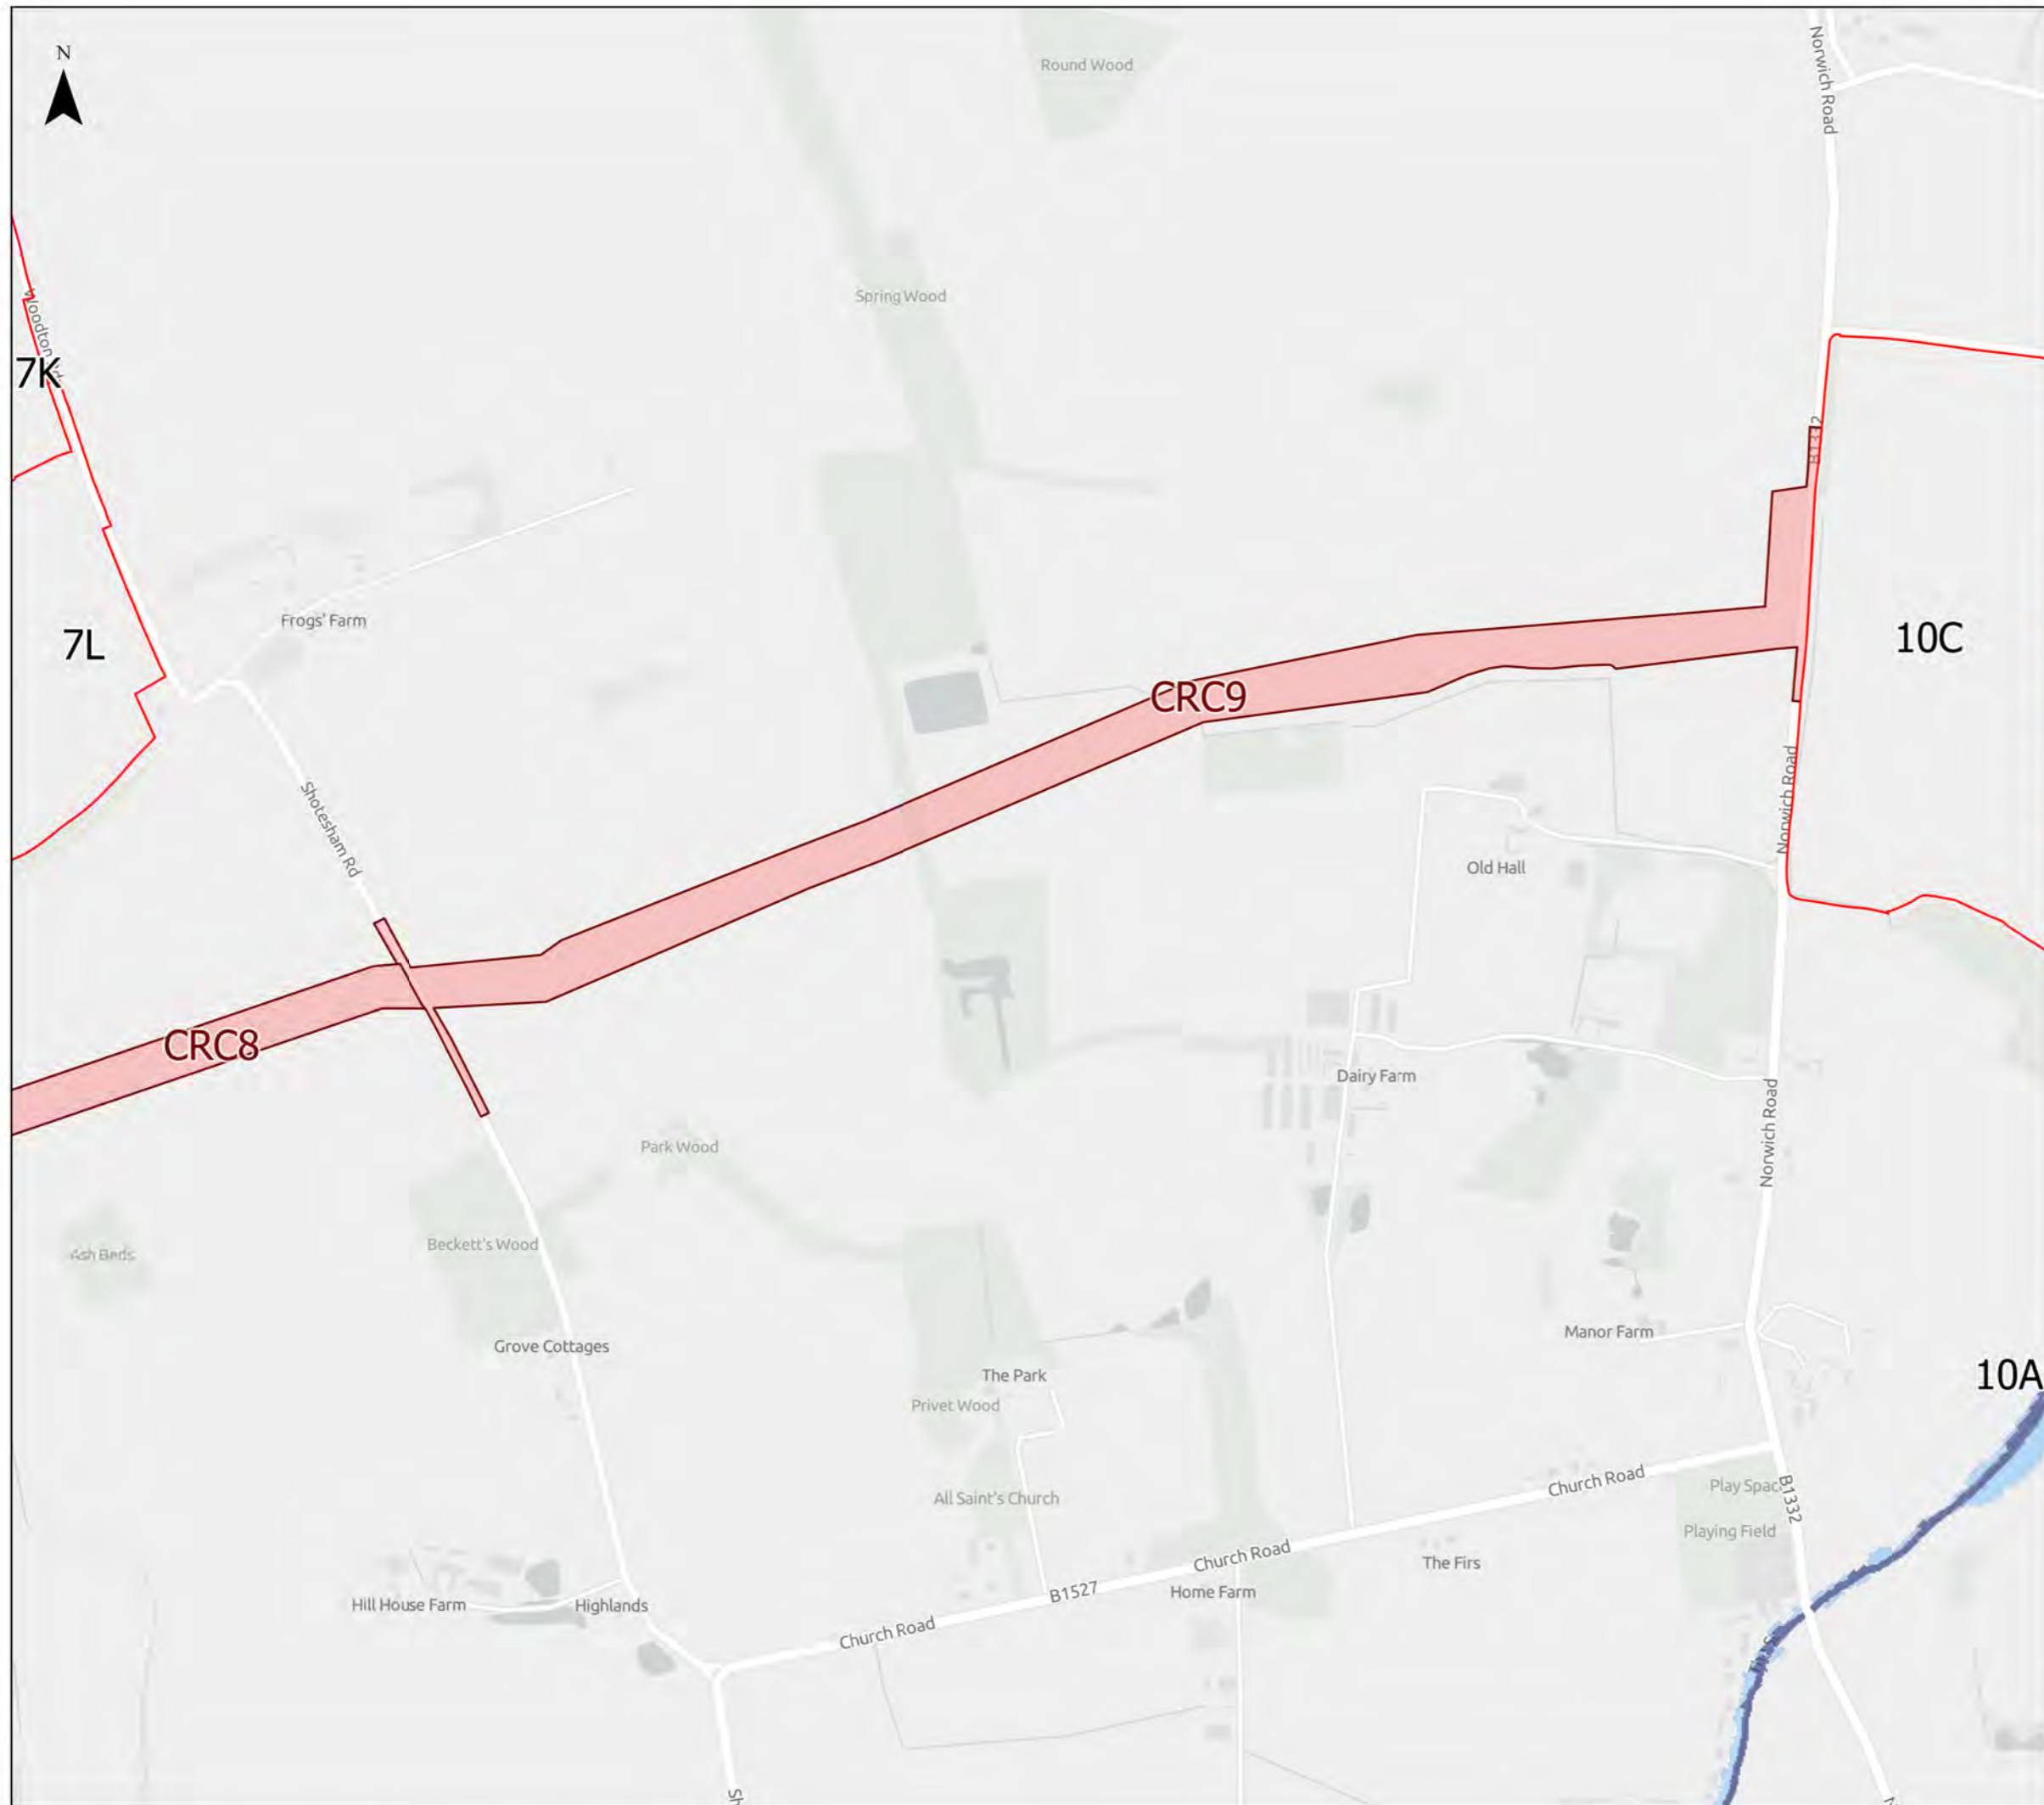 N
Round Wood
Norwich Road
Spring Wood
7K
B1332
Frogs' Farm
7L
10C
CRC9
Norwich Road
Shotesham Rd
Old Hall
CRC8
Dairy Farm
Park Wood
Norwich Road
Ash Beds
Beckett's Wood
Grove Cottages
Manor Farm
The Park
10A
Privet Wood
Church Road
Play Spac
B1332
All Saint's Church
Playing Field
Church Road
The Firs
B1527
Home Farm
Hill House Farm
Highlands
Church Road
Sh
N